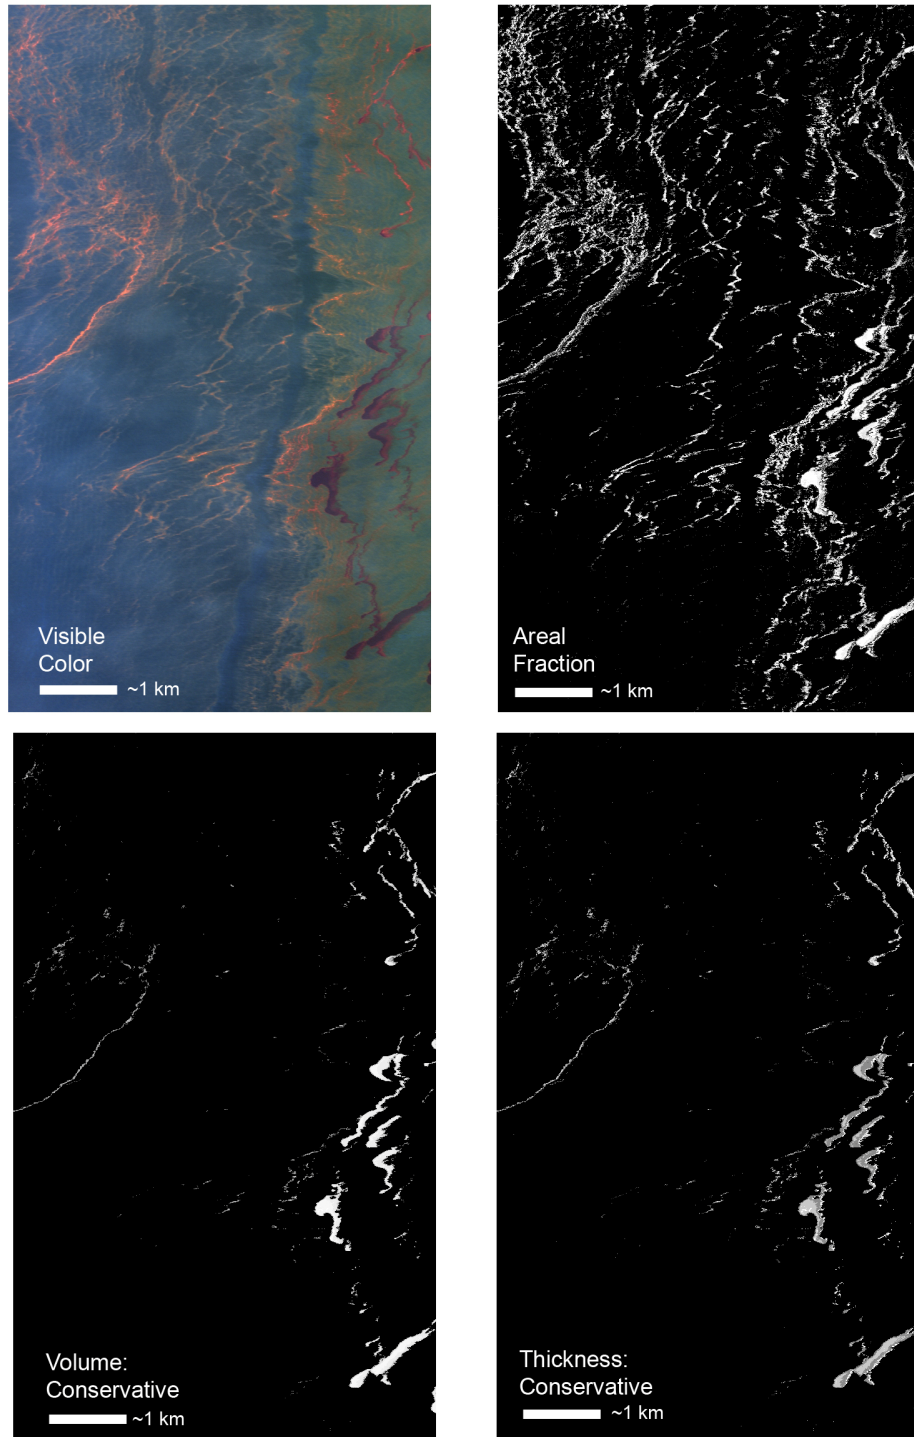 Visible
Color
~1 km
Areal
Fraction
~1 km
Volume:
Conservative
~1 km
Thickness:
Conservative
~1 km